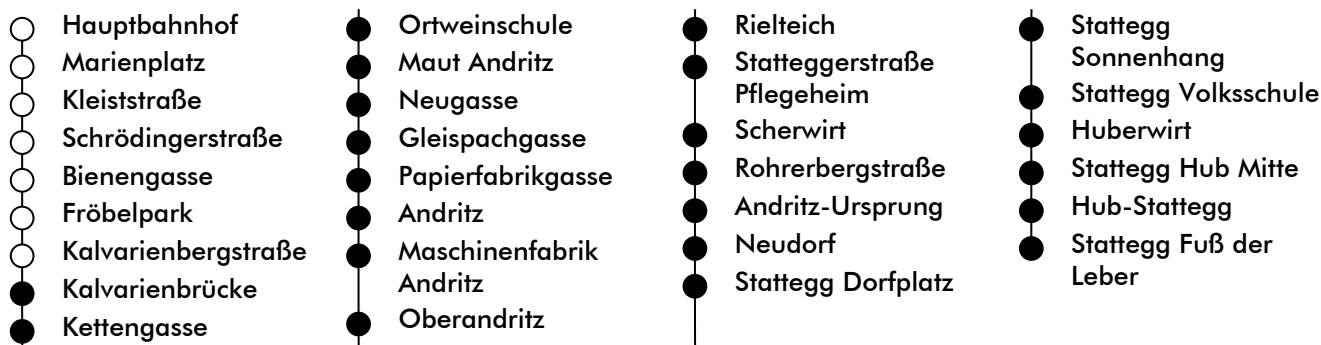 Hauptbahnhof
Marienplatz
Kleiststraße
Schrödingerstraße
Bienengasse
Fröbelpark
Kalvarienbergstraße
Kalvarienbrücke
Kettengasse
Ortweinschule
Maut Andritz
Neugasse
Gleispachgasse
Papierfabrikgasse
Andritz
Maschinenfabrik
Andritz
Oberandritz
Rielteich
Statteggerstraße
Pflegeheim
Scherwirt
Rohrerbergstraße
Andritz-Ursprung
Neudorf
Stattegg Dorfplatz
Stattegg
Sonnenhang
Stattegg Volksschule
Huberwirt
Stattegg Hub Mitte
Hub-Stattegg
Stattegg Fuß der
Leber